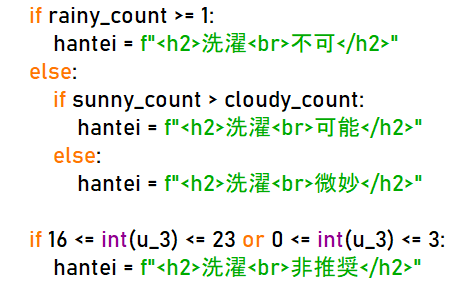 if rainy_count >= 1:
    hantei = f"<h2>洗濯<br>不可</h2>"
else:
    if sunny_count > cloudy_count:
        hantei = f"<h2>洗濯<br>可能</h2>"
    else:
        hantei = f"<h2>洗濯<br>微妙</h2>"

if 16 <= int(u_3) <= 23 or 0 <= int(u_3) <= 3:
    hantei = f"<h2>洗濯<br>非推奨</h2>"